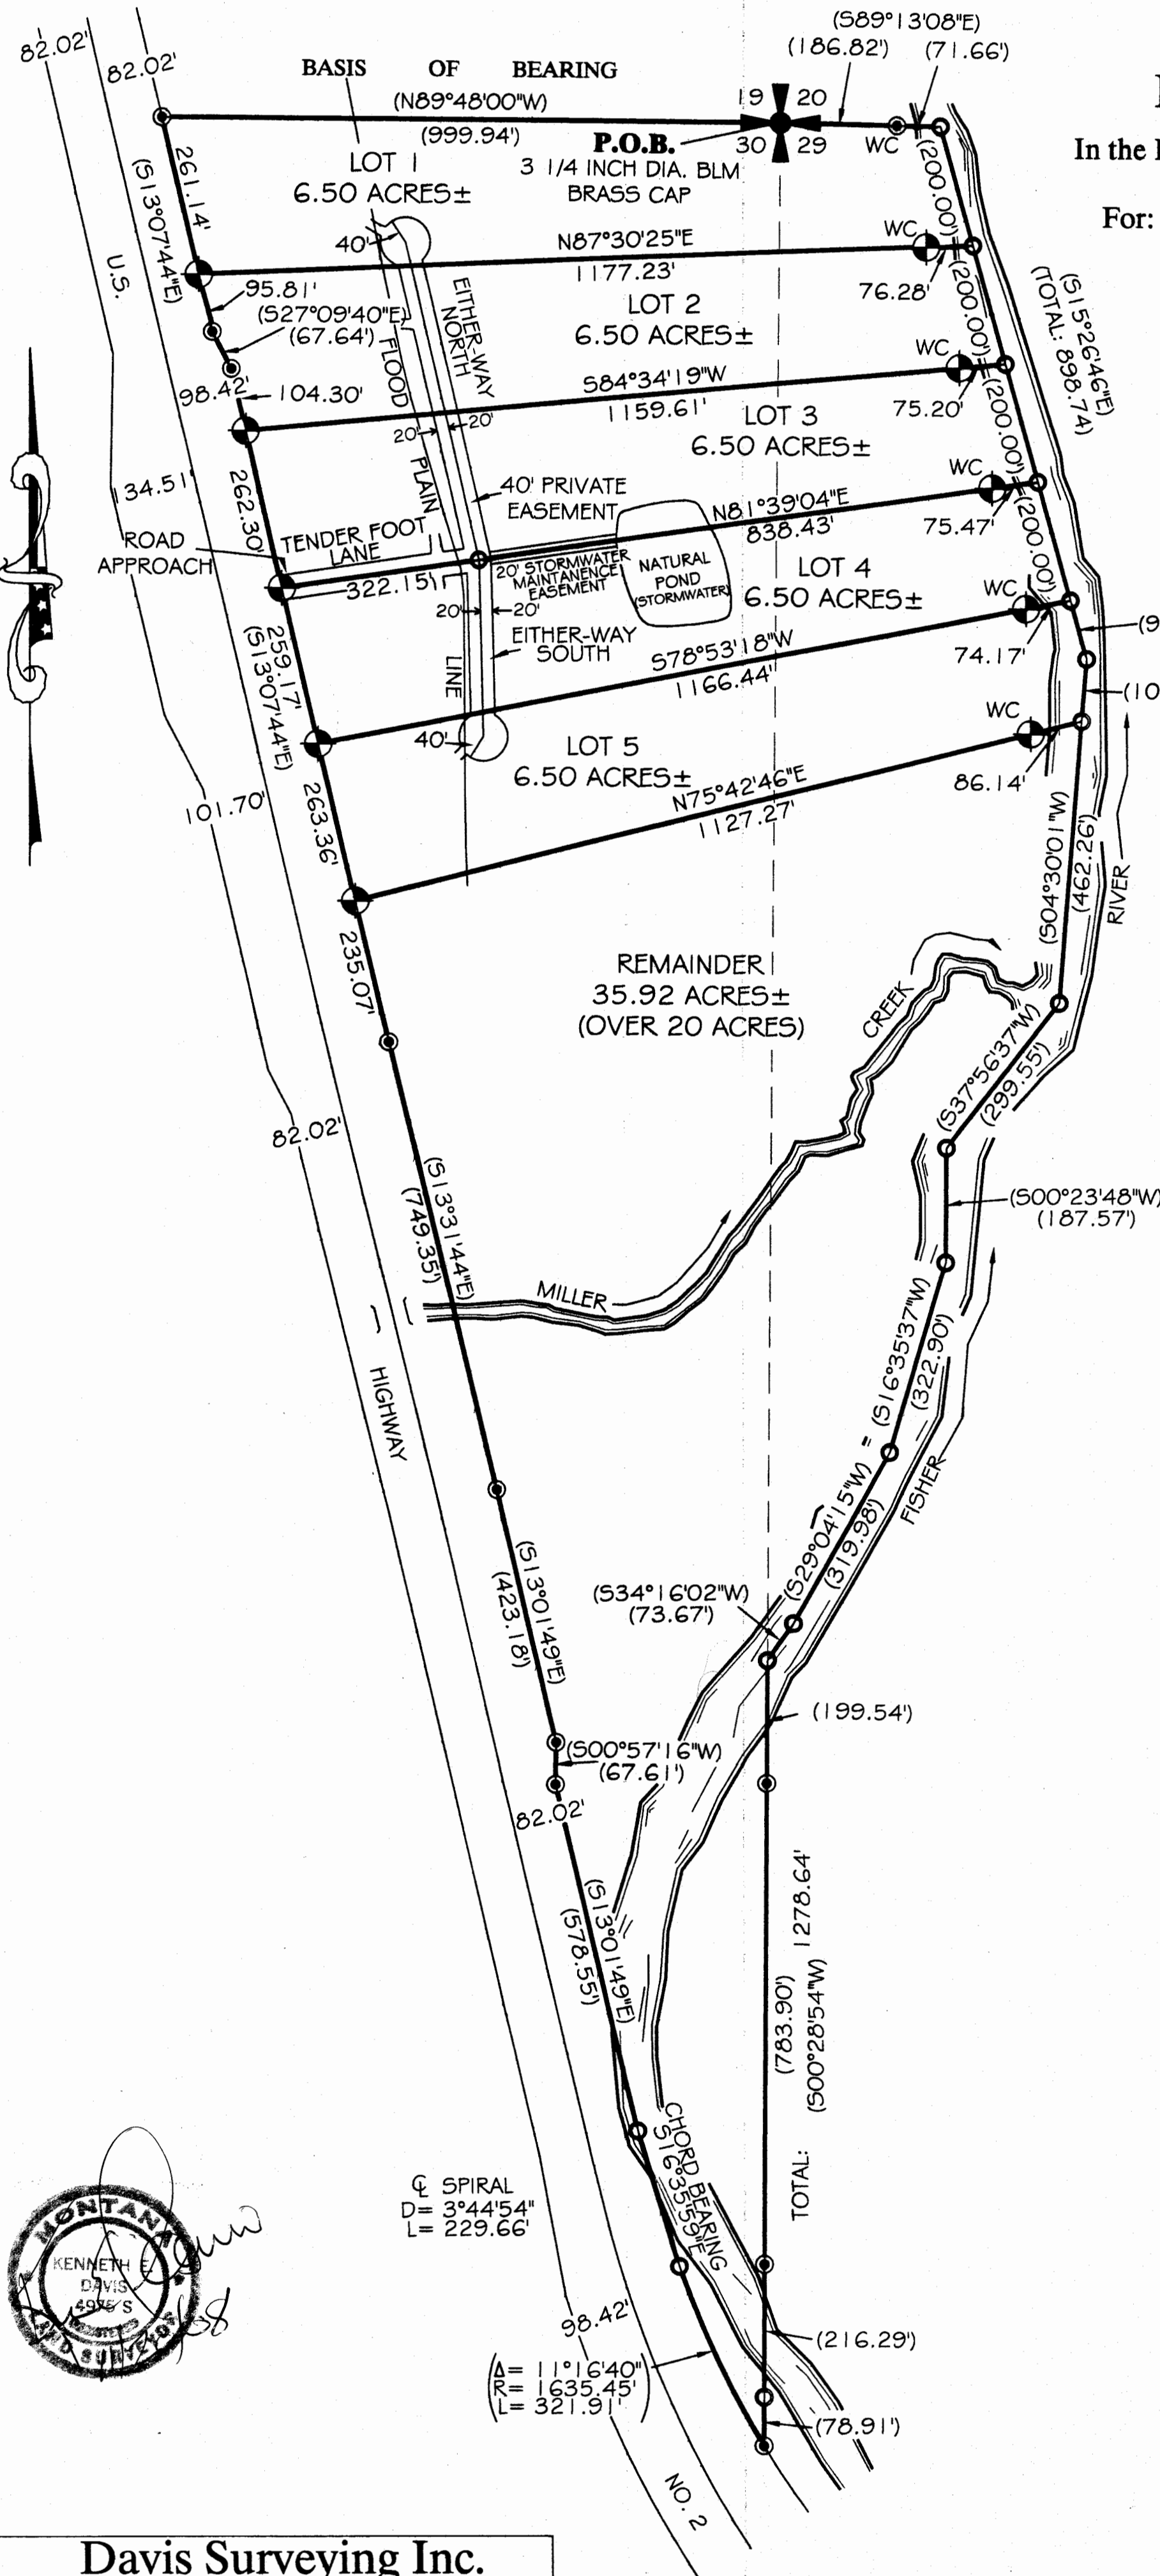 82.02'
82.02'
BASIS OF BEARING
(N89°48'00"W)
(999.94')
(S89°13'08"E)
(186.82')
(71.66')
19 20
30 29
P.O.B.
3 1/4 INCH DIA. BLM
BRASS CAP
WC
In the
For:
LOT 1
6.50 ACRES±
261.14'
(S13°07'44"E)
U.S.
40'
(200.00')
N87°30'25"E
1177.23'
WC
76.28'
95.81'
(S27°09'40"E)
(67.64')
98.42'
104.30'
FLOOD
PLAIN
LINE
EITHER-WAY
NORTH
LOT 2
6.50 ACRES±
(200.00')
(S15°26'46"E)
(TOTAL: 898.74)
S84°34'19"W
1159.61'
WC
75.20'
20'
20'
LOT 3
6.50 ACRES±
(200.00')
134.51'
262.30'
40' PRIVATE
EASEMENT
N81°39'04"E
838.43'
WC
75.47'
ROAD
APPROACH
TENDER FOOT
LANE
322.15'
20' STORMWATER
MAINTANENCE
EASEMENT
NATURAL
POND
(STORMWATER)
LOT 4
6.50 ACRES±
(200.00')
20'
20'
EITHER-WAY
SOUTH
259.17'
(S13°07'44"E)
S78°53'18"W
1166.44'
WC
74.17'
(9
(10
40'
LOT 5
6.50 ACRES±
WC
86.14'
101.70'
263.36'
N75°42'46"E
1127.27'
(S04°30'01"W)
(462.26')
RIVER
235.07'
REMAINDER
35.92 ACRES±
(OVER 20 ACRES)
CREEK
(S37°56'37"W)
(299.55')
82.02'
(S13°31'44"E)
(749.35')
(S00°23'48"W)
(187.57')
MILLER
HIGHWAY
(S16°35'37"W)
(322.90')
FISHER
(S29°04'15"W)
(319.98')
(S13°01'49"E)
(423.18')
(S34°16'02"W)
(73.67')
(199.54')
(S00°57'16"W)
(67.61')
82.02'
(S13°01'49"E)
(578.55')
(783.90')
TOTAL: (S00°28'54"W) 1278.64'
CHORD BEARING
S16°35'59"E
℄ SPIRAL
D= 3°44'54"
L= 229.66'
MONTANA
KENNETH E.
DAVIS
4975 S
REGISTERED
LAND SURVEYOR
98.42'
(216.29')
(Δ= 11°16'40"
R= 1635.45'
L= 321.91')
(78.91')
NO. 2
Davis Surveying Inc.